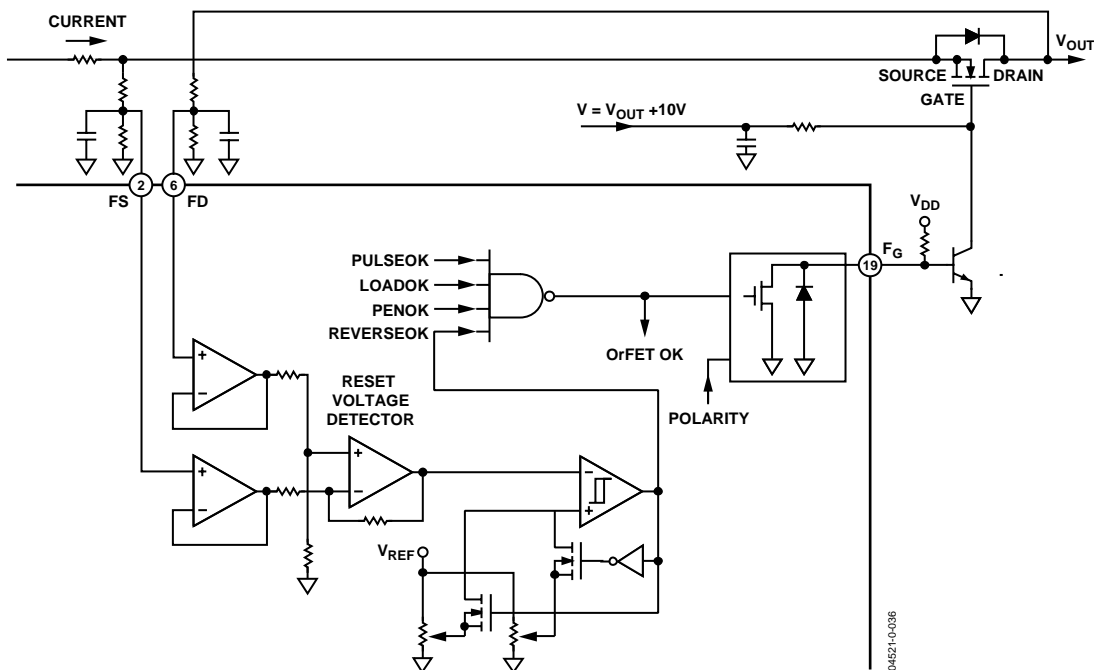 CURRENT
VOUT
SOURCE
DRAIN
GATE
V = VOUT +10V
2
6
FS
FD
VDD
FG
19
PULSEOK
LOADOK
PENOK
REVERSEOK
OrFET OK
POLARITY
RESET
VOLTAGE
DETECTOR
+
−
+
−
+
−
−
+
VREF
04521-0-036